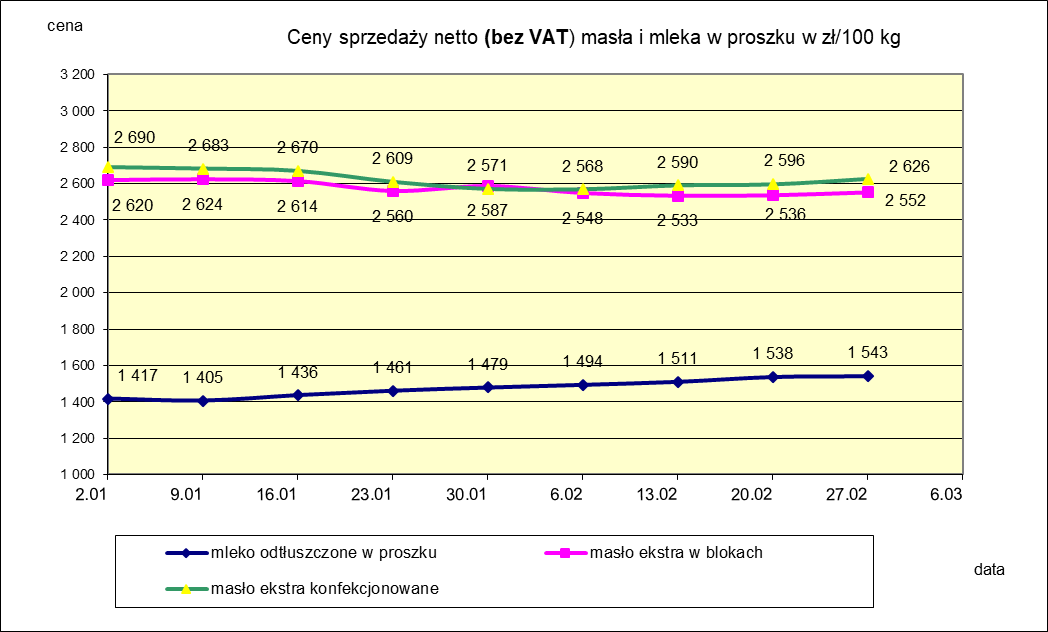 cena
Ceny sprzedaży netto (bez VAT) masła i mleka w proszku w zł/100 kg
3 200
3 000
2 800
2 600
2 400
2 200
2 000
1 800
1 600
1 400
1 200
1 000
2 690 2 683 2 670 2 609 2 571 2 568 2 590 2 596 2 626
2 620 2 624 2 614 2 560 2 587 2 548 2 533 2 536 2 552
1 417 1 405 1 436 1 461 1 479 1 494 1 511 1 538 1 543
2.01 9.01 16.01 23.01 30.01 6.02 13.02 20.02 27.02 6.03
mleko odtłuszczone w proszku masło ekstra w blokach
masło ekstra konfekcjonowane
data